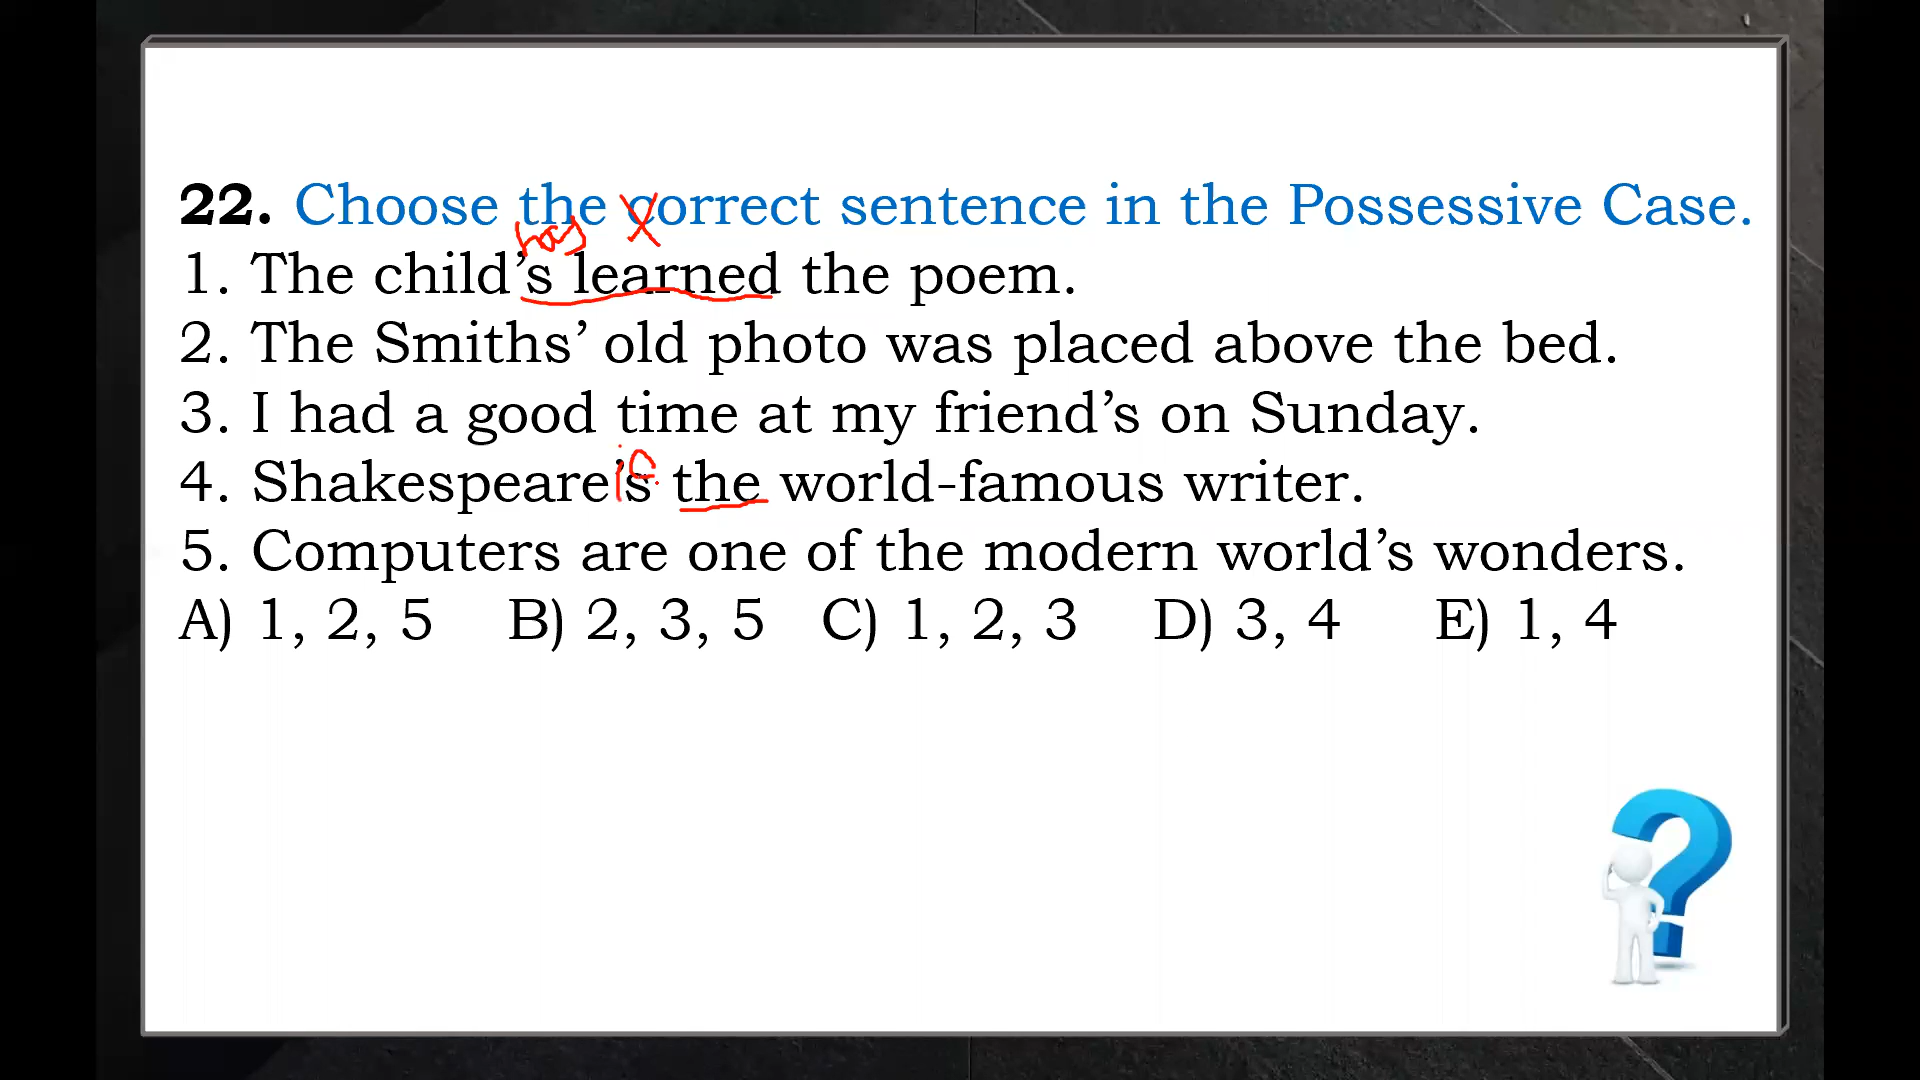 22. Choose the correct sentence in the Possessive Case.
has X
1. The child’s learned the poem.
2. The Smiths’ old photo was placed above the bed.
3. I had a good time at my friend’s on Sunday.
is
4. Shakespeare’s the world-famous writer.
5. Computers are one of the modern world’s wonders.
A) 1, 2, 5 B) 2, 3, 5 C) 1, 2, 3 D) 3, 4 E) 1, 4